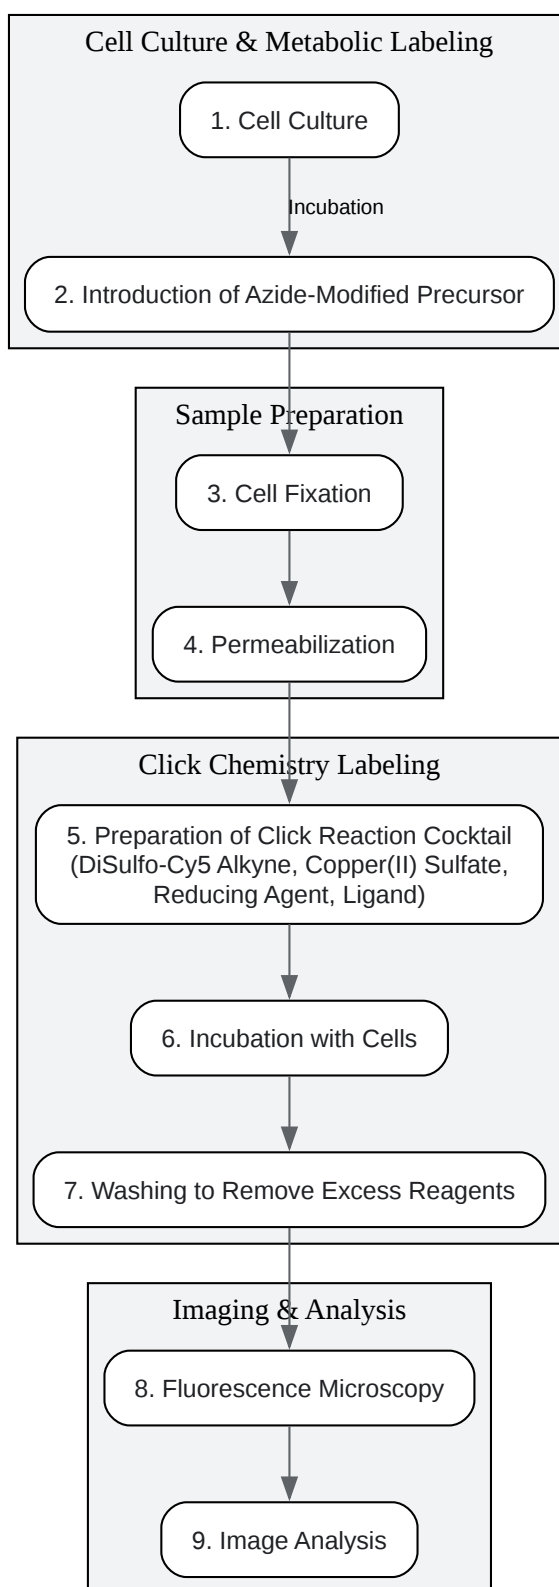 Cell Culture & Metabolic Labeling
1. Cell Culture
Incubation
2. Introduction of Azide-Modified Precursor
Sample Preparation
3. Cell Fixation
4. Permeabilization
Click Chemistry Labeling
5. Preparation of Click Reaction Cocktail
(DiSulfo-Cy5 Alkyne, Copper(II) Sulfate,
Reducing Agent, Ligand)
6. Incubation with Cells
7. Washing to Remove Excess Reagents
Imaging & Analysis
8. Fluorescence Microscopy
9. Image Analysis